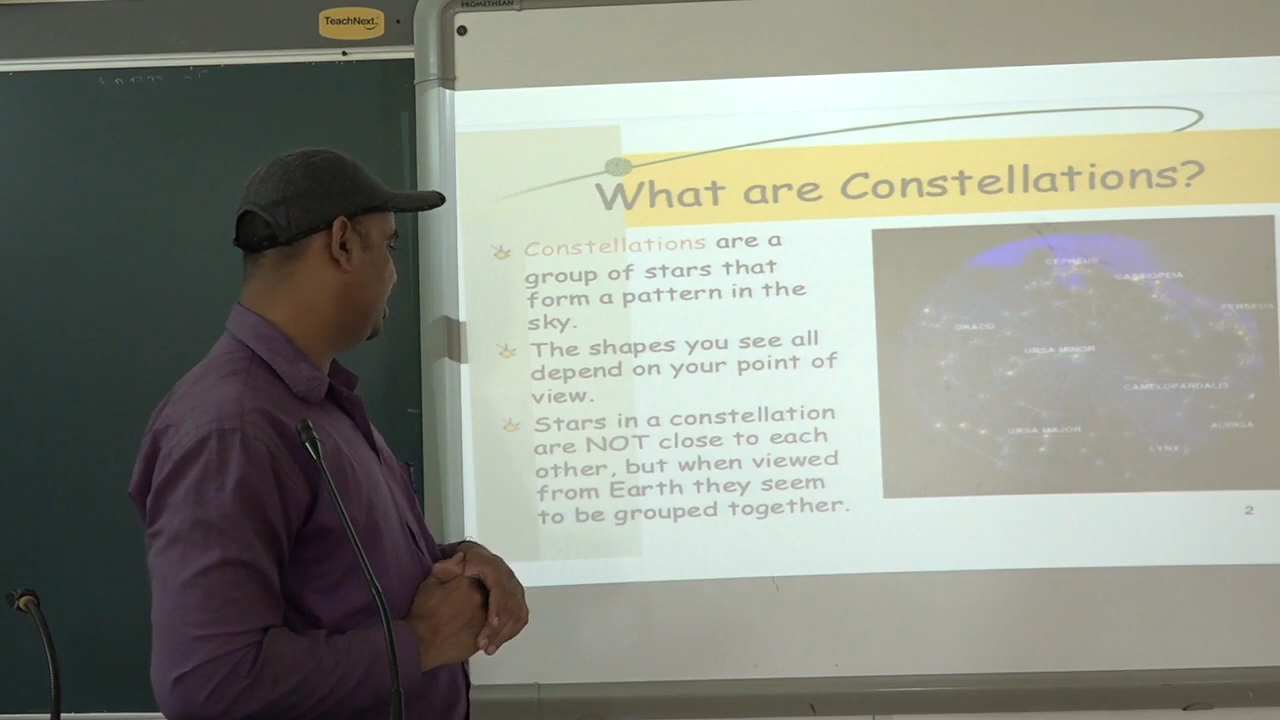 TeachNext
PROMETHEAN
What are Constellations?
Constellations are a
group of stars that
form a pattern in the
sky.
The shapes you see all
depend on your point of
view.
Stars in a constellation
are NOT close to each
other, but when viewed
from Earth they seem
to be grouped together.
CEPHEUS
CASSIOPEIA
PERSEUS
DRACO
URSA MINOR
CAMELOPARDALIS
AURIGA
URSA MAJOR
LYNX
2